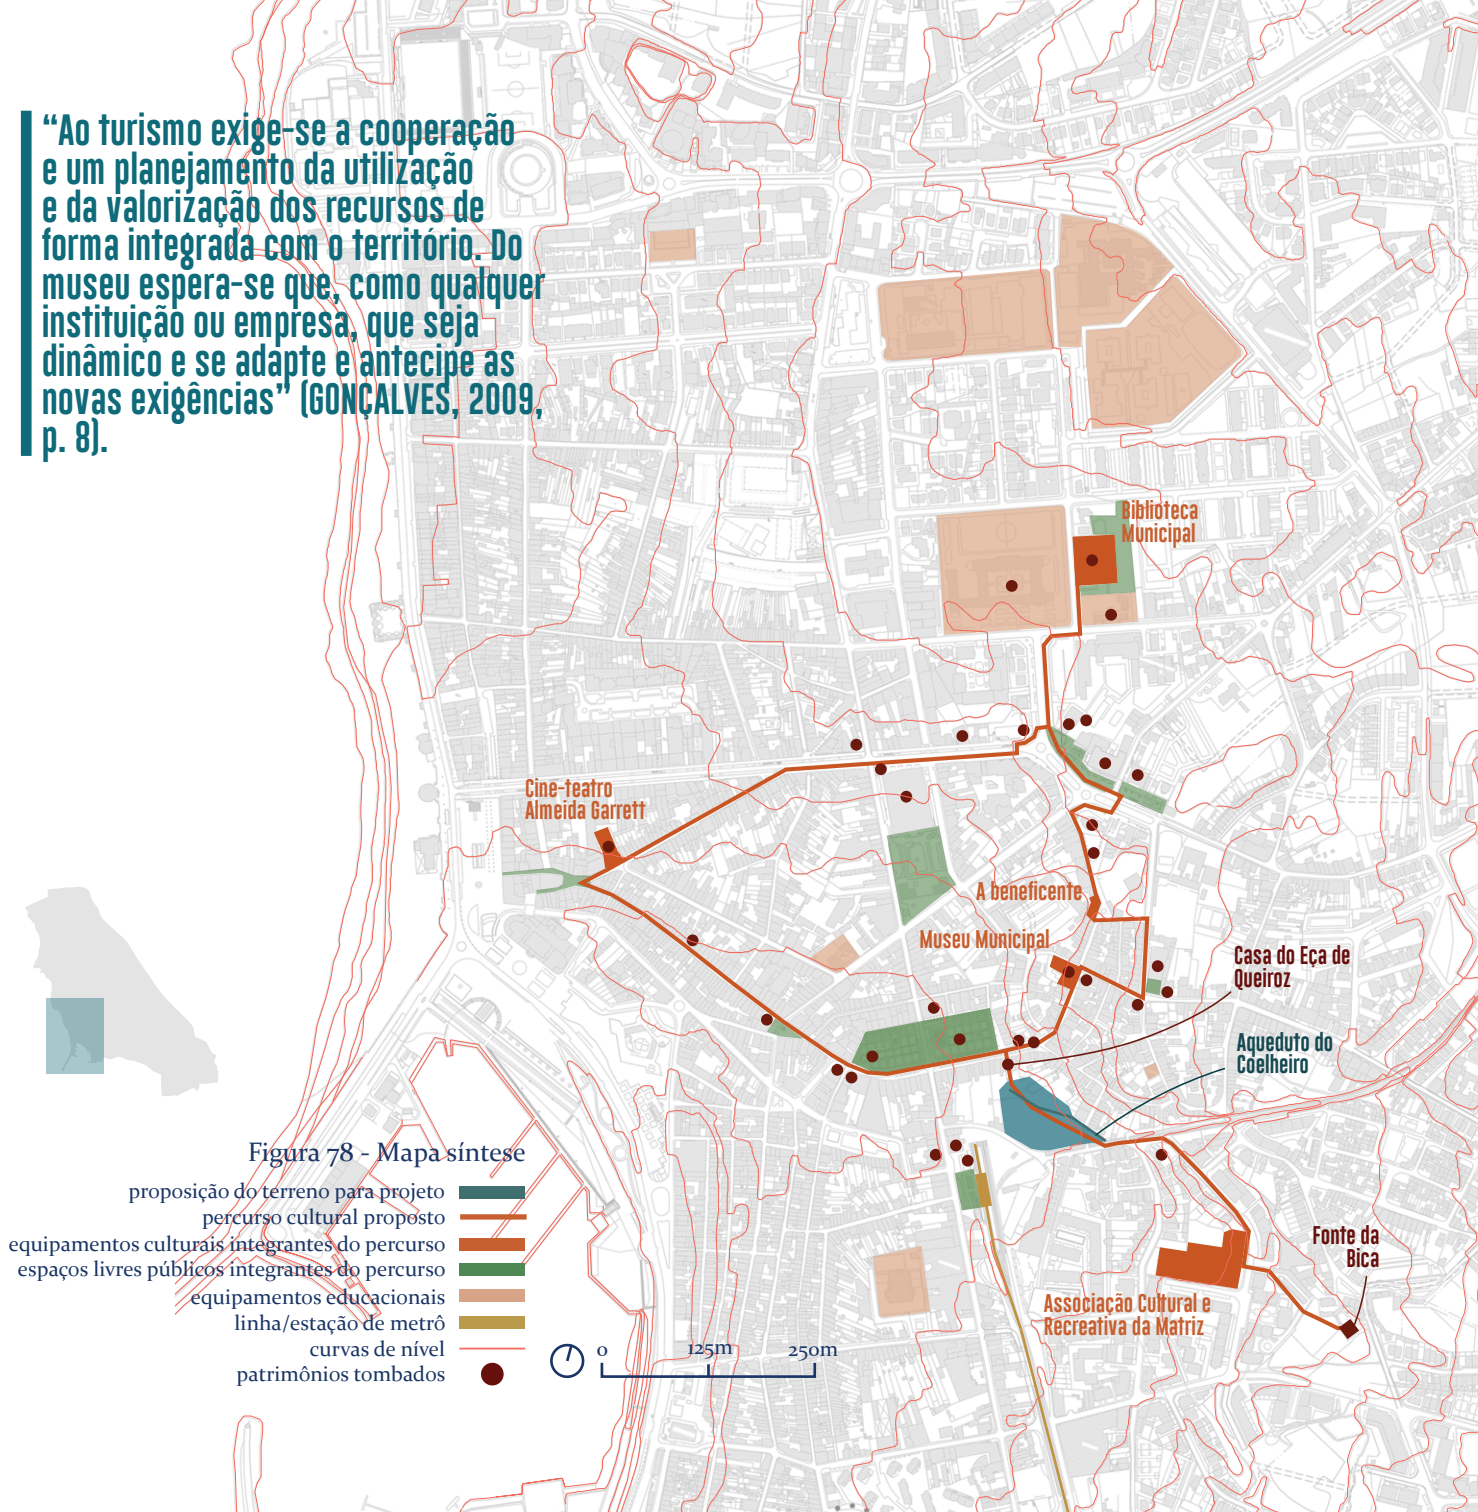 “Ao turismo exige-se a cooperação
e um planejamento da utilização
e da valorização dos recursos de
forma integrada com o território. Do
museu espera-se que, como qualquer
instituição ou empresa, que seja
dinâmico e se adapte e antecipe as
novas exigências” (GONÇALVES, 2009,
p. 8).
Biblioteca
Municipal
Cine-teatro
Almeida Garrett
A beneficente
Museu Municipal
Casa do Eça de
Queiroz
Aqueduto do
Coelheiro
Fonte da
Bica
Associação Cultural e
Recreativa da Matriz
Figura 78 - Mapa síntese
proposição do terreno para projeto
percurso cultural proposto
equipamentos culturais integrantes do percurso
espaços livres públicos integrantes do percurso
equipamentos educacionais
linha/estação de metrô
curvas de nível
patrimônios tombados
0 125m 250m